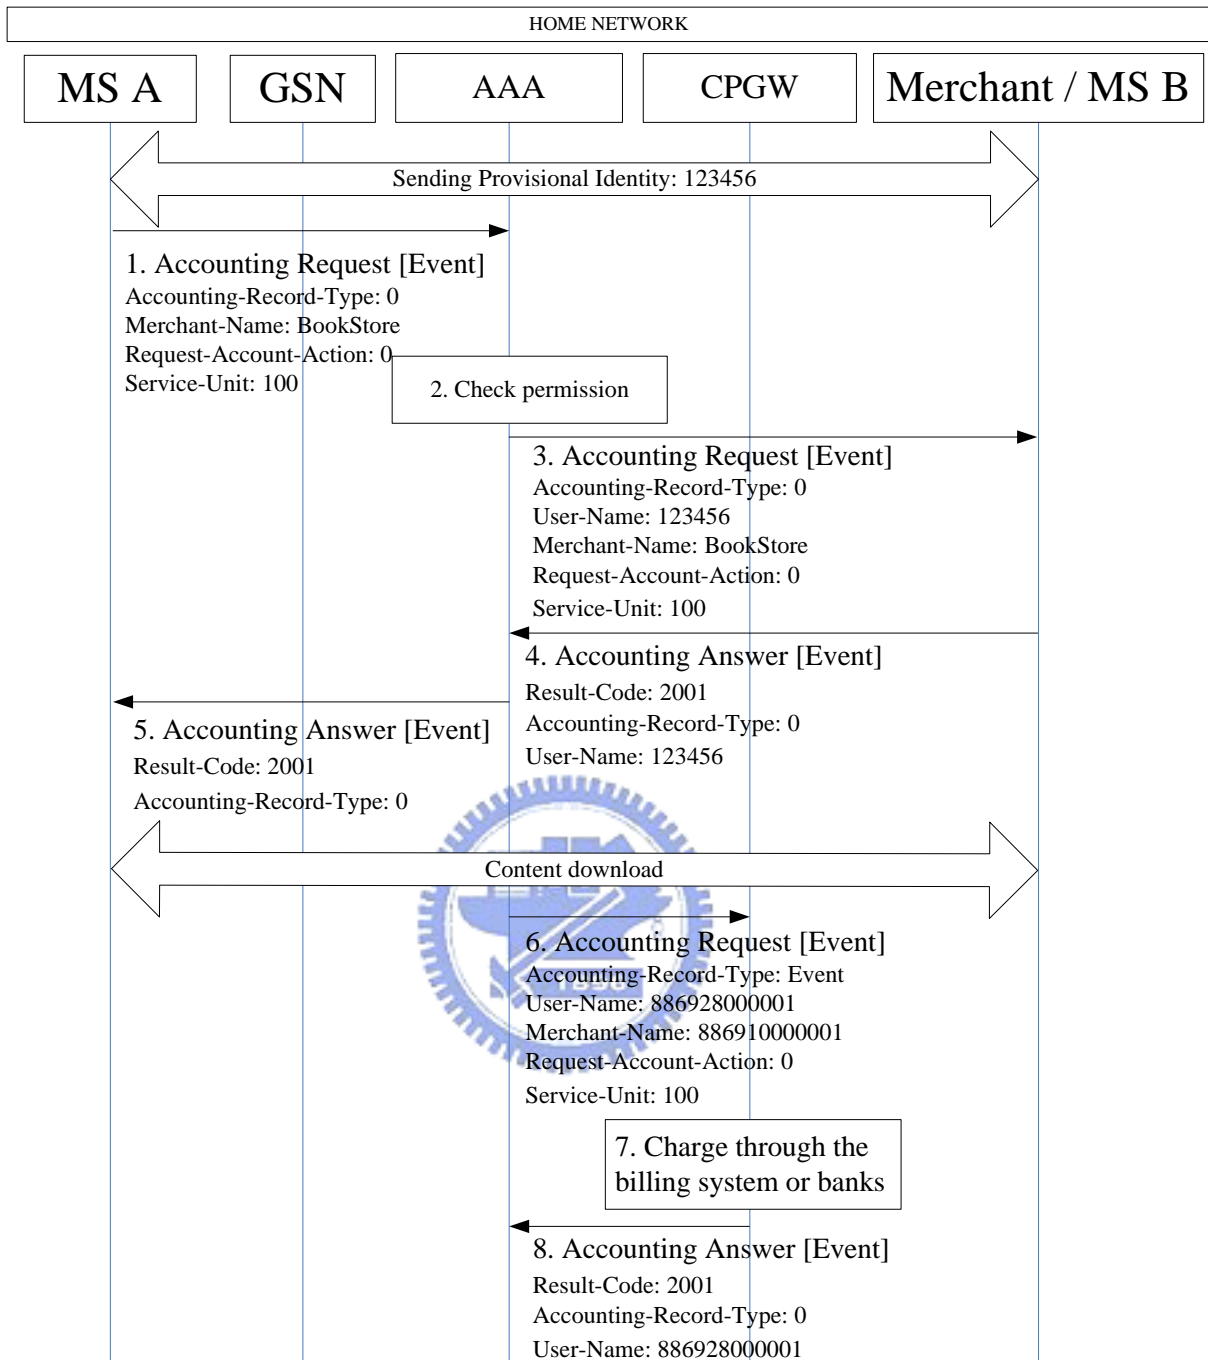 HOME NETWORK
MS A
GSN
AAA
CPGW
Merchant / MS B
Sending Provisional Identity: 123456
1. Accounting Request [Event]
Accounting-Record-Type: 0
Merchant-Name: BookStore
Request-Account-Action: 0
Service-Unit: 100
2. Check permission
3. Accounting Request [Event]
Accounting-Record-Type: 0
User-Name: 123456
Merchant-Name: BookStore
Request-Account-Action: 0
Service-Unit: 100
4. Accounting Answer [Event]
Result-Code: 2001
Accounting-Record-Type: 0
User-Name: 123456
5. Accounting Answer [Event]
Result-Code: 2001
Accounting-Record-Type: 0
Content download
6. Accounting Request [Event]
Accounting-Record-Type: Event
User-Name: 886928000001
Merchant-Name: 886910000001
Request-Account-Action: 0
Service-Unit: 100
7. Charge through the
billing system or banks
8. Accounting Answer [Event]
Result-Code: 2001
Accounting-Record-Type: 0
User-Name: 886928000001